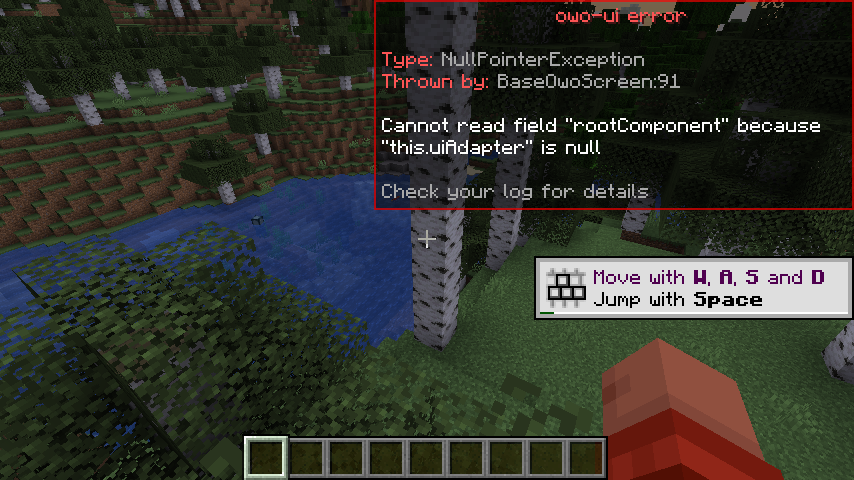 owo-ui error
Type: NullPointerException
Thrown by: BaseOwoScreen:91
Cannot read field "rootComponent" because
"this.uiAdapter" is null
Check your log for details
Move with W, A, S and D
Jump with Space